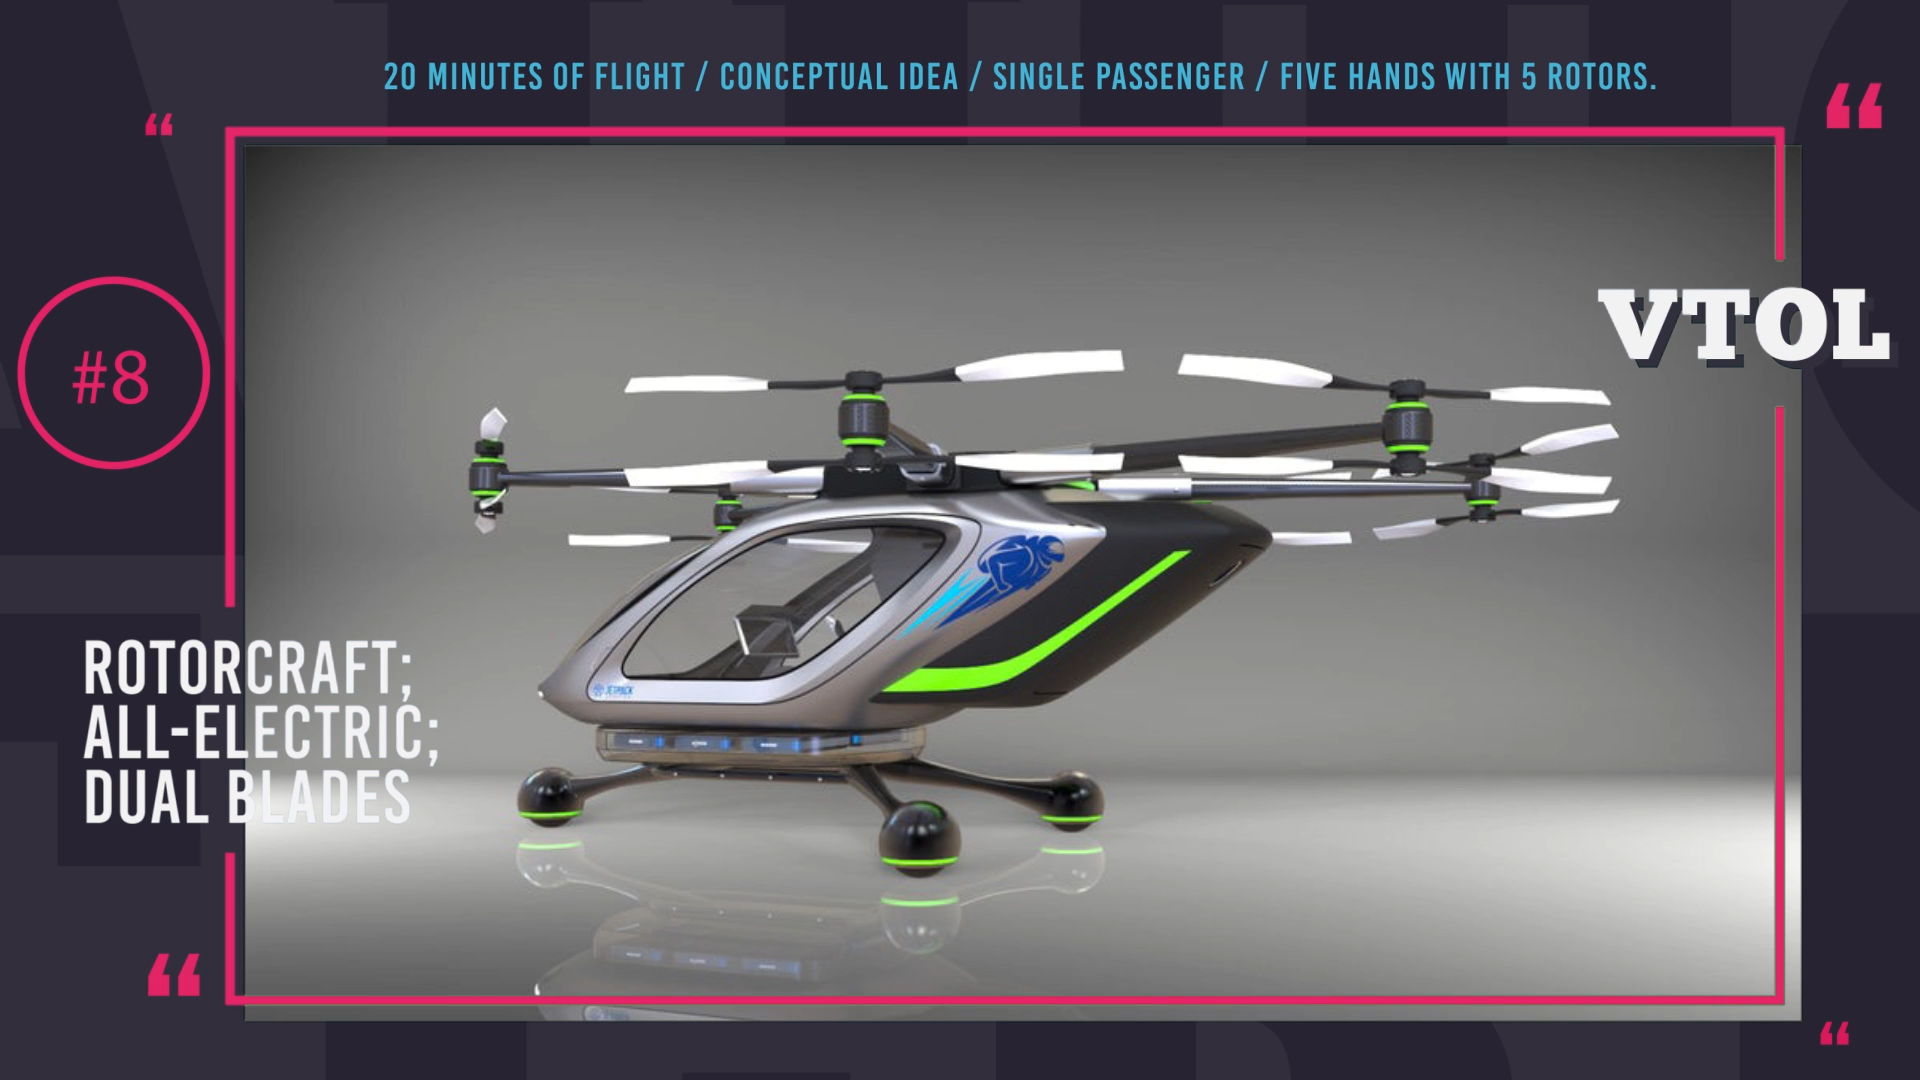 20 MINUTES OF FLIGHT / CONCEPTUAL IDEA / SINGLE PASSENGER / FIVE HANDS WITH 5 ROTORS.
#8
VTOL
ROTORCRAFT;
ALL-ELECTRIC;
DUAL BLADES
JETPACK